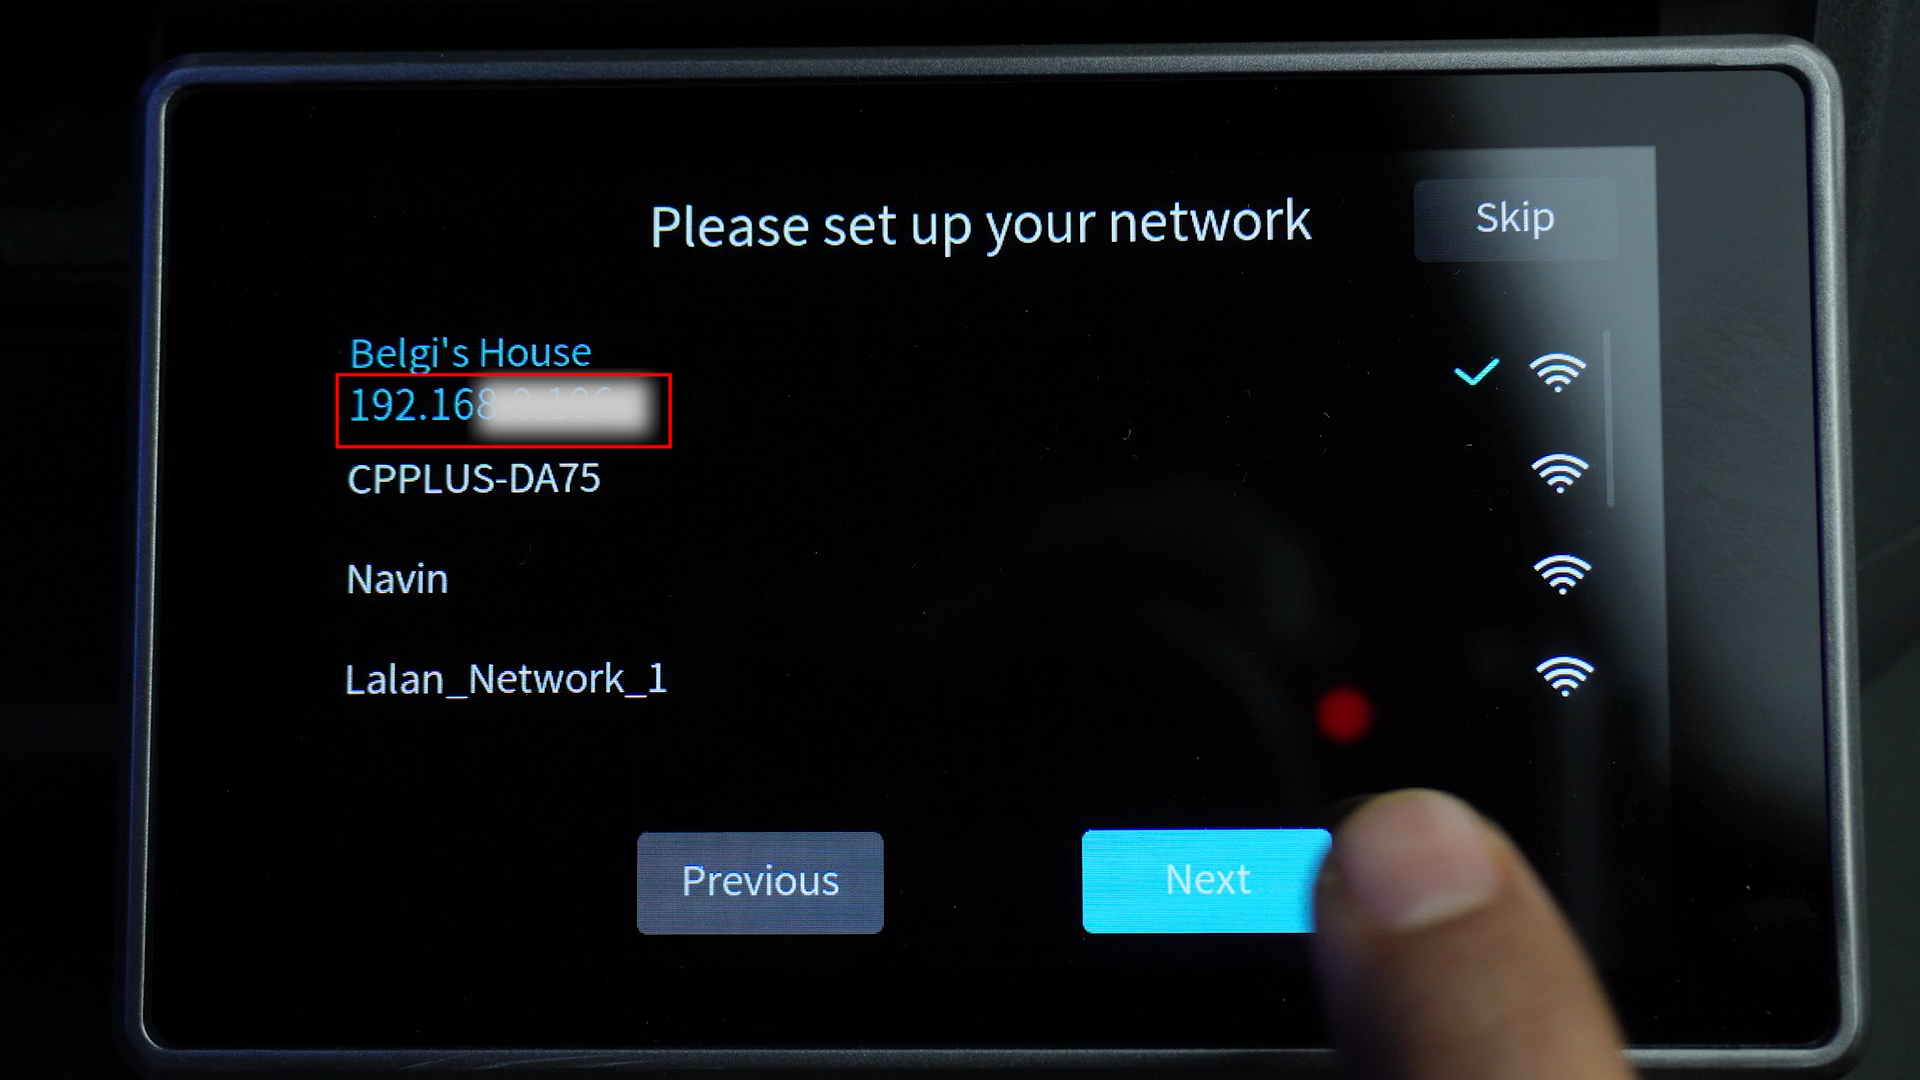 Please set up your network
Skip
Belgi's House
192.168
CPPLUS-DA75
Navin
Lalan_Network_1
Previous
Next